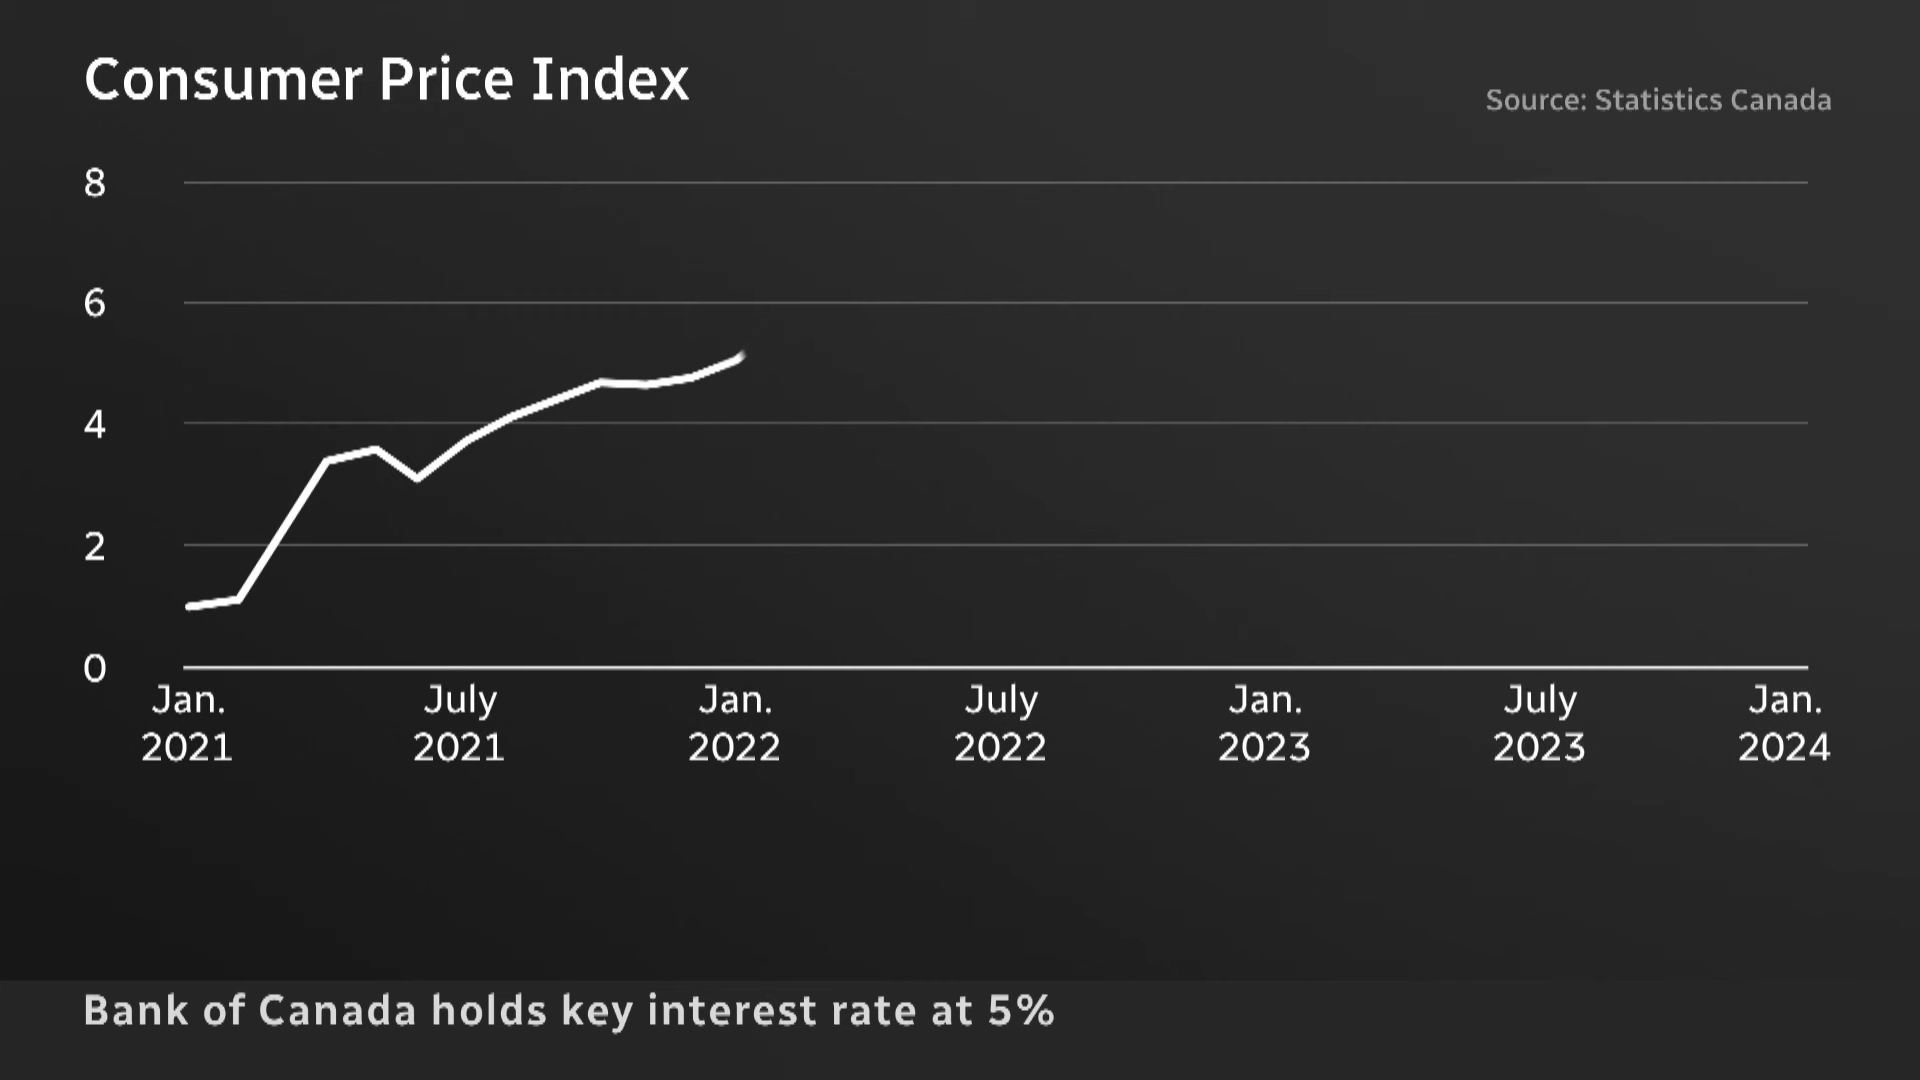 Consumer Price Index
Source: Statistics Canada
8
6
4
2
0
Jan. July Jan. July Jan. July Jan.
2021 2021 2022 2022 2023 2023 2024
Bank of Canada holds key interest rate at 5%